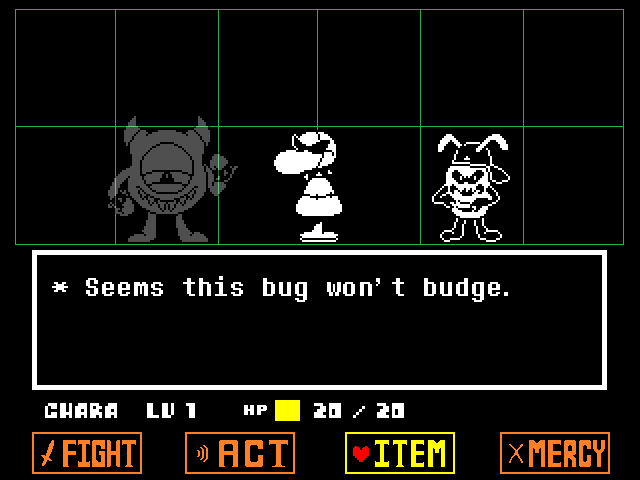 * Seems this bug won't budge.
CHARA LV 1 HP 20 / 20
FIGHT ACT ITEM MERCY